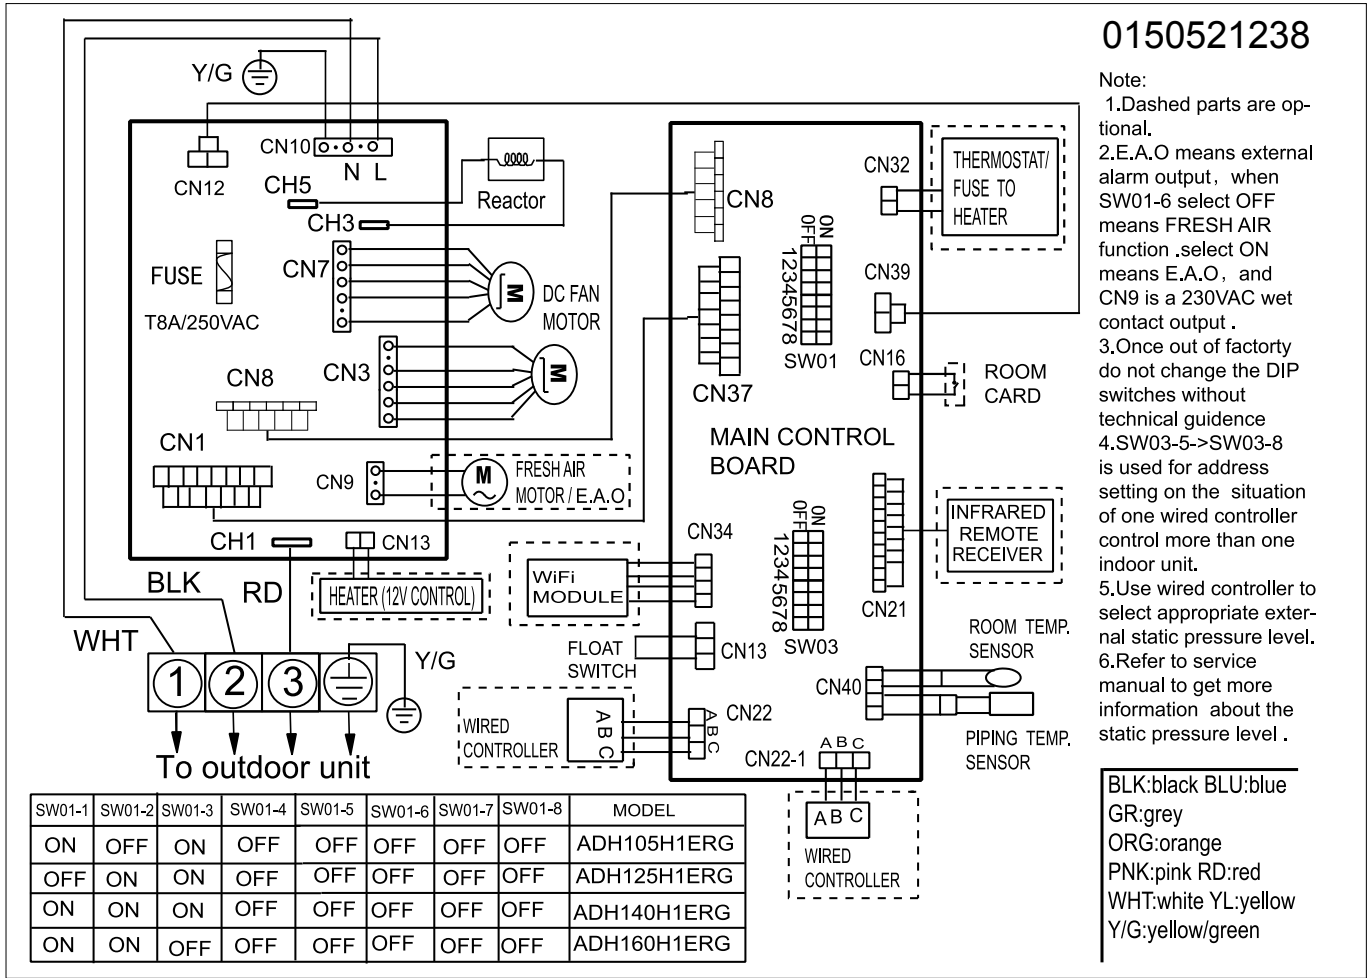 0150521238
Note:
1.Dashed parts are op-
tional.
2.E.A.O means external
alarm output, when
SW01-6 select OFF
means FRESH AIR
function .select ON
means E.A.O, and
CN9 is a 230VAC wet
contact output .
3.Once out of factorty
do not change the DIP
switches without
technical guidence
4.SW03-5->SW03-8
is used for address
setting on the situation
of one wired controller
control more than one
indoor unit.
5.Use wired controller to
select appropriate exter-
nal static pressure level.
6.Refer to service
manual to get more
information about the
static pressure level .
BLK:black BLU:blue
GR:grey
ORG:orange
PNK:pink RD:red
WHT:white YL:yellow
Y/G:yellow/green
Y/G
CN10
N L
CN12
CH5
CH3
Reactor
FUSE
T8A/250VAC
CN7
M
DC FAN
MOTOR
CN3
M
CN8
CN1
CN9
M
FRESH AIR
MOTOR / E.A.O
CH1
CN13
HEATER (12V CONTROL)
BLK
RD
WHT
Y/G
1
2
3
To outdoor unit
CN8
CN37
ON
OFF
12345678
SW01
CN32
THERMOSTAT/
FUSE TO
HEATER
CN39
CN16
ROOM
CARD
MAIN CONTROL
BOARD
ON
OFF
12345678
SW03
CN34
WiFi
MODULE
FLOAT
SWITCH
CN13
CN21
INFRARED
REMOTE
RECEIVER
CN40
ROOM TEMP.
SENSOR
PIPING TEMP.
SENSOR
WIRED
CONTROLLER
A B C
CN22
A B C
CN22-1
A B C
A B C
WIRED
CONTROLLER
SW01-1 SW01-2 SW01-3 SW01-4 SW01-5 SW01-6 SW01-7 SW01-8 MODEL
ON OFF ON OFF OFF OFF OFF OFF ADH105H1ERG
OFF ON ON OFF OFF OFF OFF OFF ADH125H1ERG
ON ON ON OFF OFF OFF OFF OFF ADH140H1ERG
ON ON OFF OFF OFF OFF OFF OFF ADH160H1ERG